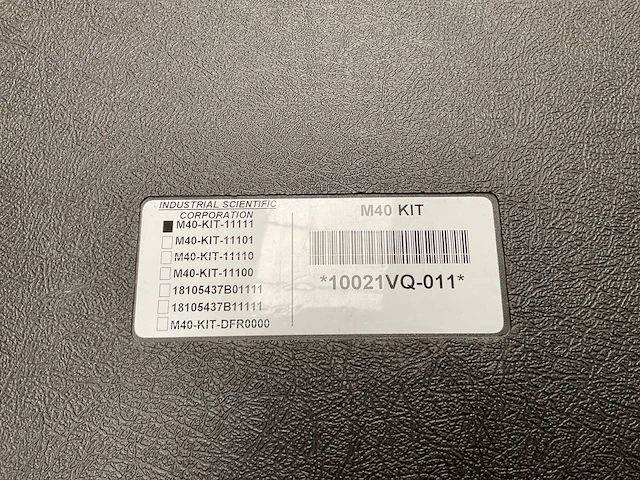 INDUSTRIAL SCIENTIFIC
CORPORATION
M40-KIT-11111
M40-KIT-11101
M40-KIT-11110
M40-KIT-11100
18105437B01111
18105437B11111
M40-KIT-DFR0000
M40 KIT
*10021VQ-011*